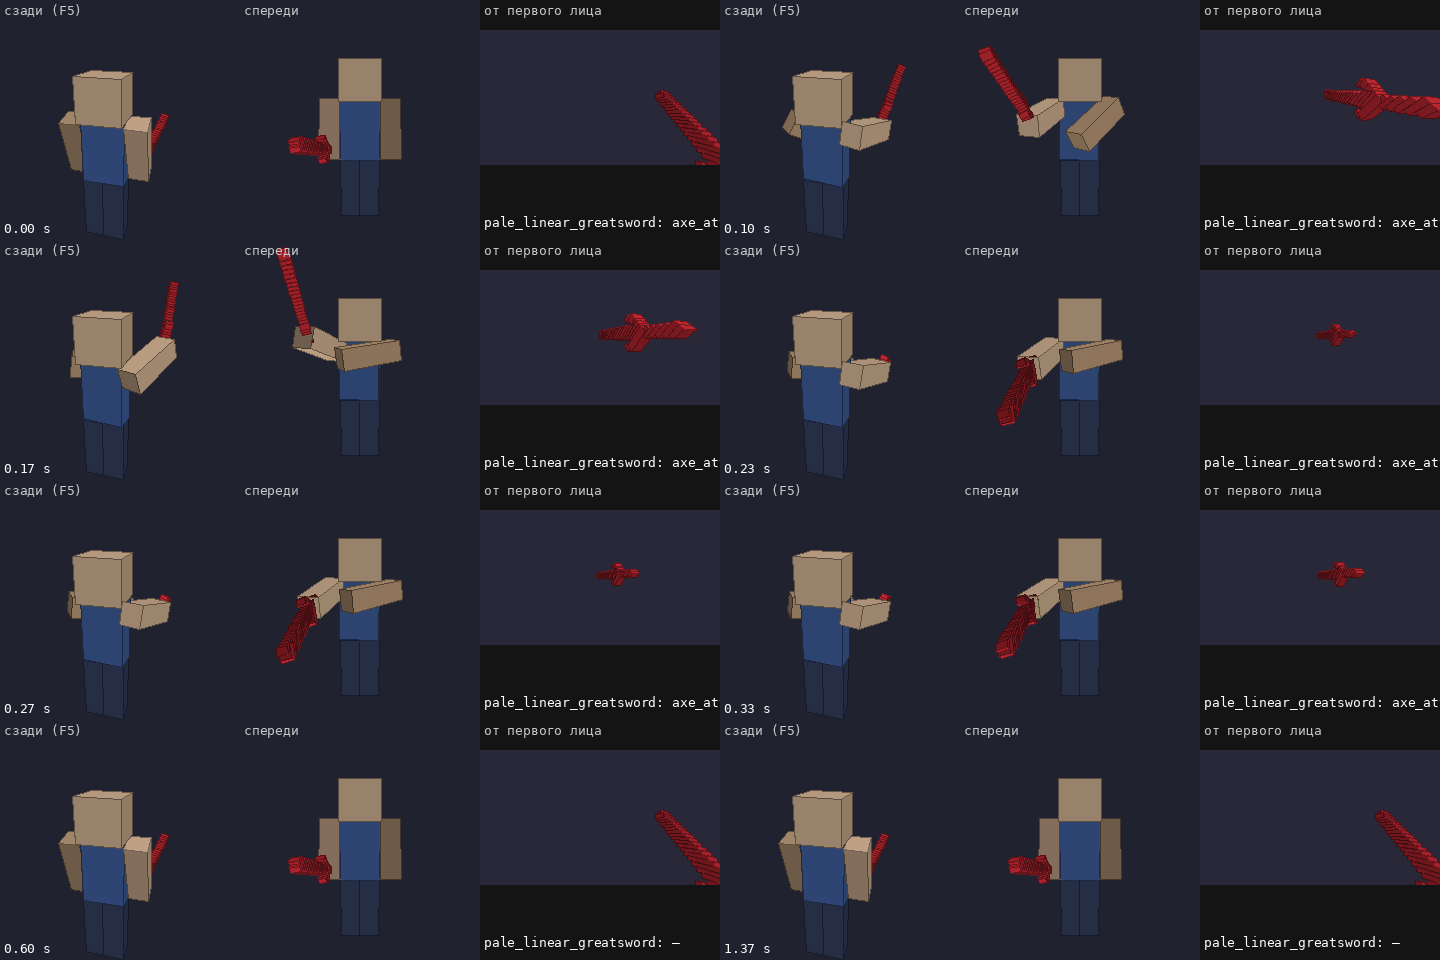 сзади (F5) спереди от первого лица сзади (F5) спереди от первого лица
pale_linear_greatsword: axe_at pale_linear_greatsword: axe_at
0.00 s 0.10 s
сзади (F5) спереди от первого лица сзади (F5) спереди от первого лица
pale_linear_greatsword: axe_at pale_linear_greatsword: axe_at
0.17 s 0.23 s
сзади (F5) спереди от первого лица сзади (F5) спереди от первого лица
pale_linear_greatsword: axe_at pale_linear_greatsword: axe_at
0.27 s 0.33 s
сзади (F5) спереди от первого лица сзади (F5) спереди от первого лица
pale_linear_greatsword: — pale_linear_greatsword: —
0.60 s 1.37 s